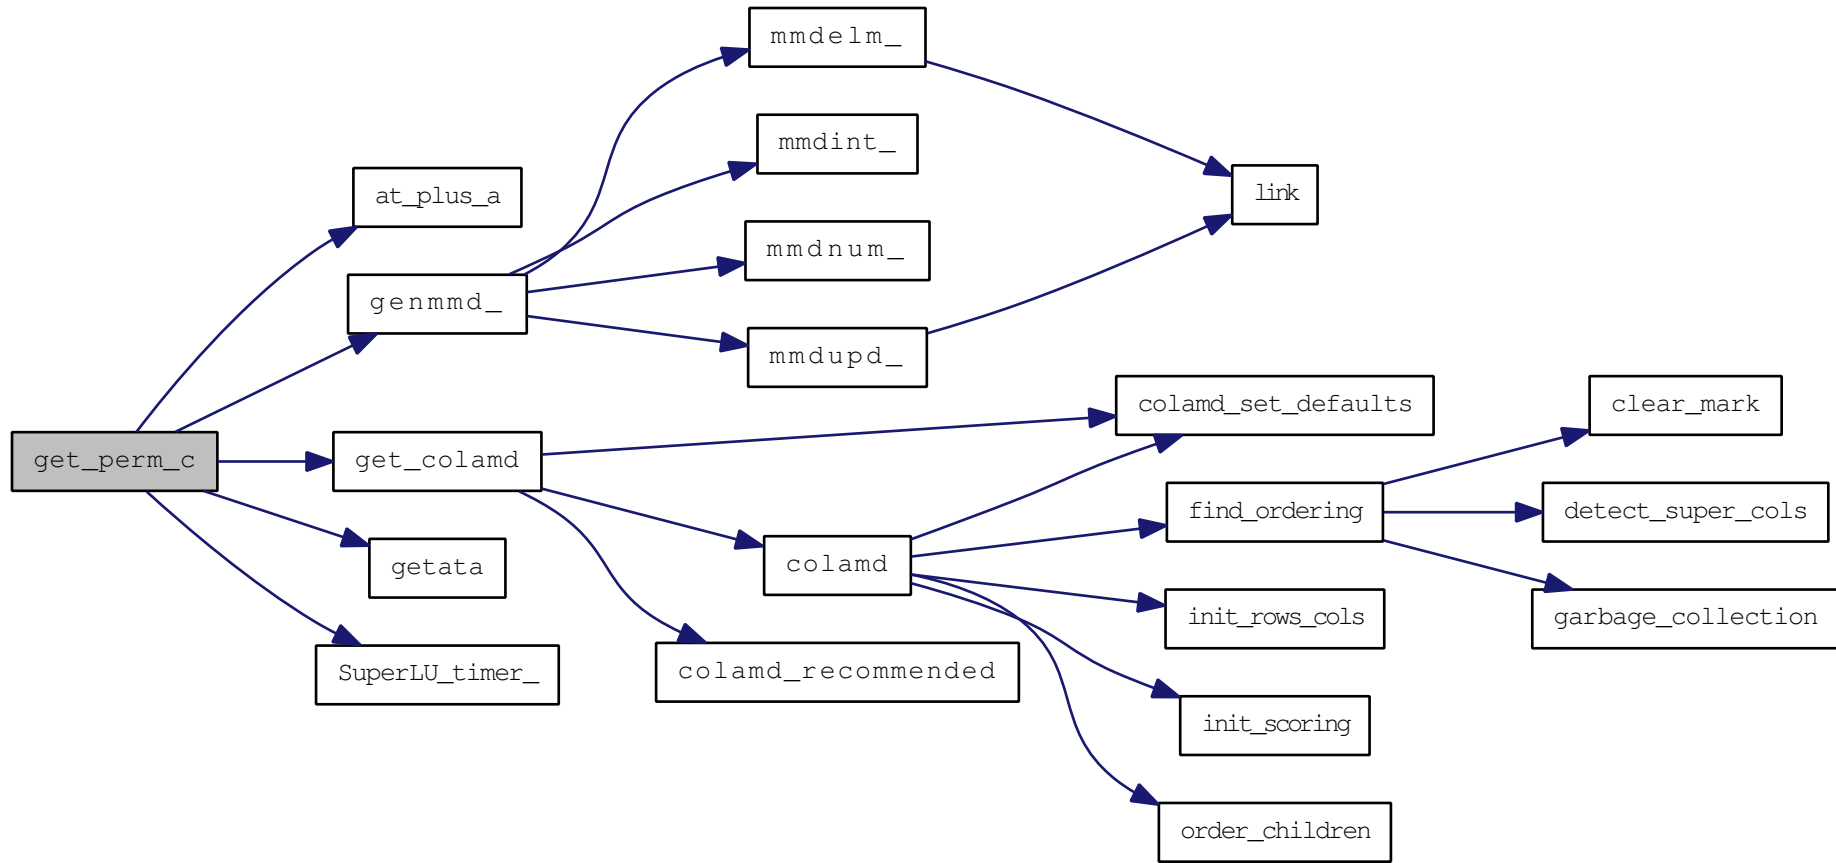 mmdelm_
mmdint_
at_plus_a
link
mmdnum_
genmmd_
mmdupd_
colamd_set_defaults
clear_mark
get_perm_c
get_colamd
find_ordering
detect_super_cols
getata
colamd
init_rows_cols
garbage_collection
SuperLU_timer_
colamd_recommended
init_scoring
order_children